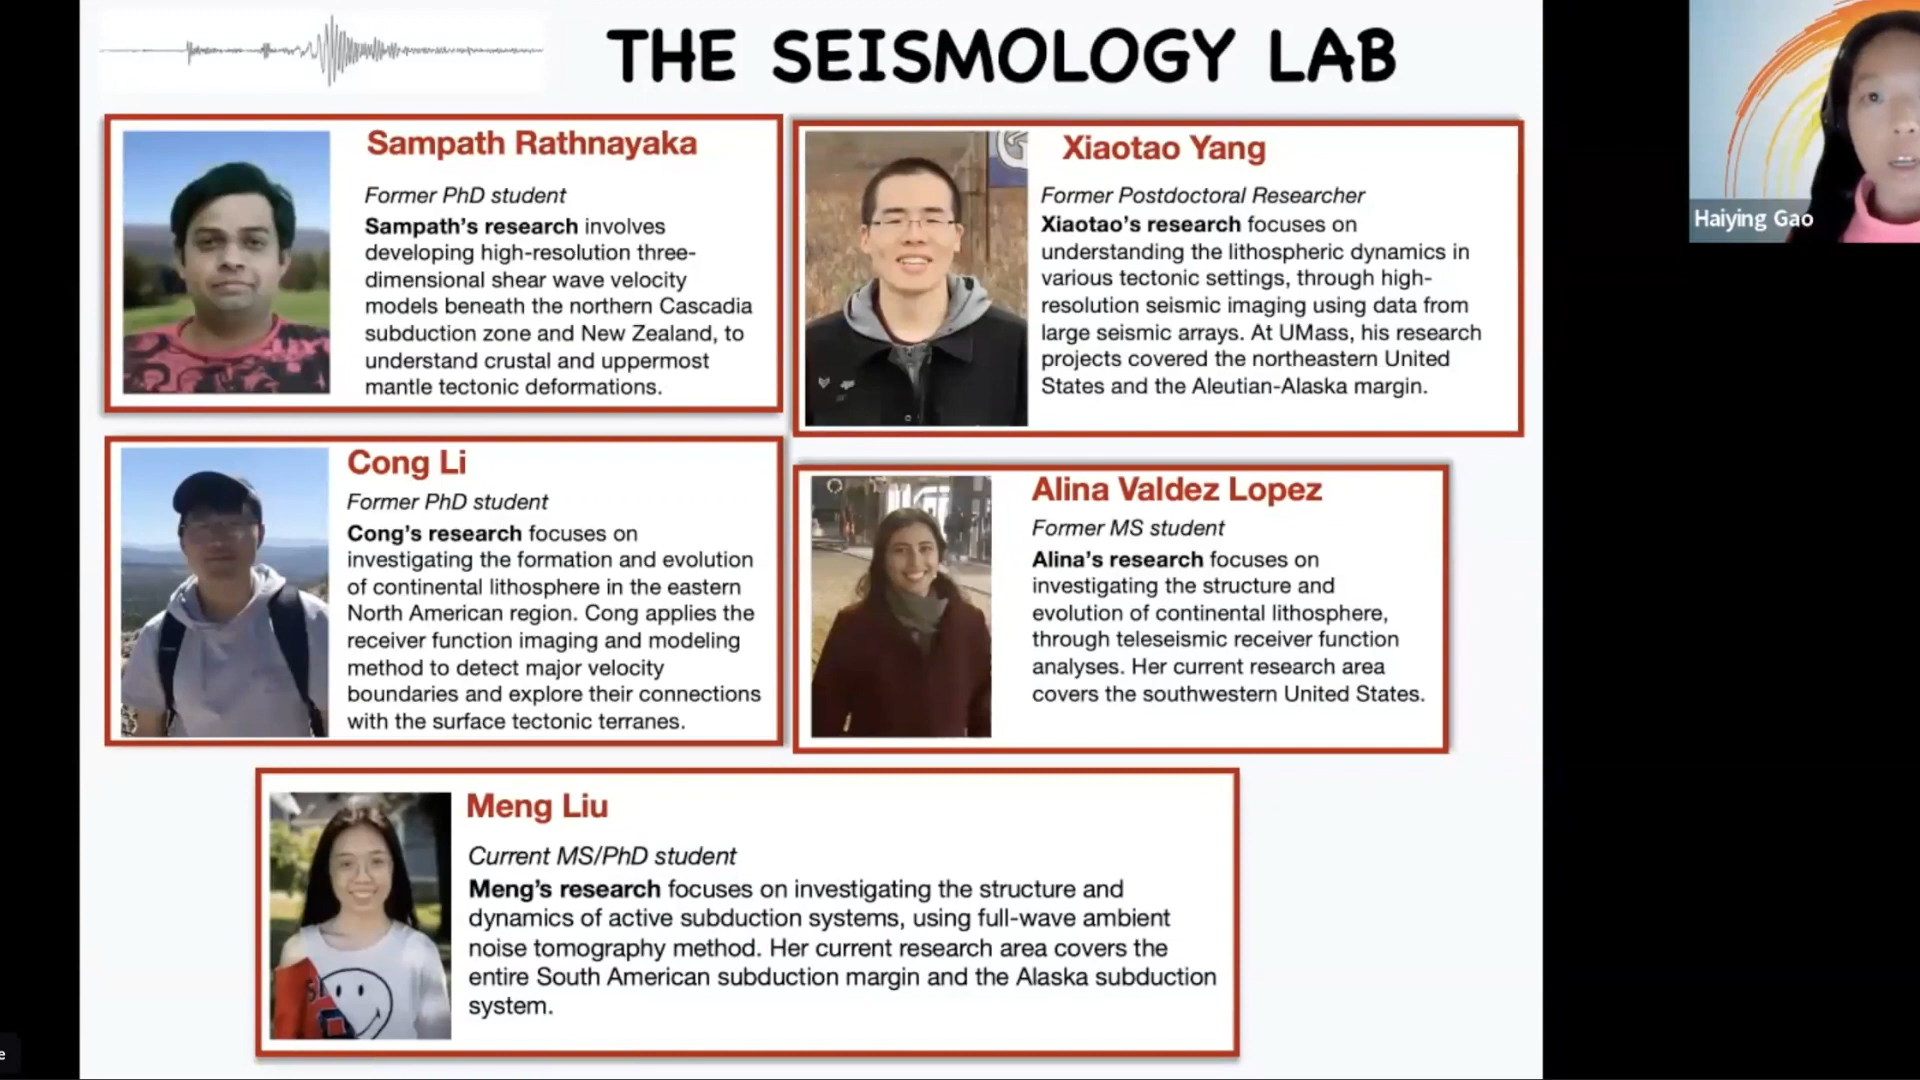 THE SEISMOLOGY LAB
Sampath Rathnayaka
Former PhD student
Sampath's research involves
developing high-resolution three-
dimensional shear wave velocity
models beneath the northern Cascadia
subduction zone and New Zealand, to
understand crustal and uppermost
mantle tectonic deformations.
Xiaotao Yang
Former Postdoctoral Researcher
Xiaotao's research focuses on
understanding the lithospheric dynamics in
various tectonic settings, through high-
resolution seismic imaging using data from
large seismic arrays. At UMass, his research
projects covered the northeastern United
States and the Aleutian-Alaska margin.
Cong Li
Former PhD student
Cong's research focuses on
investigating the formation and evolution
of continental lithosphere in the eastern
North American region. Cong applies the
receiver function imaging and modeling
method to detect major velocity
boundaries and explore their connections
with the surface tectonic terranes.
Alina Valdez Lopez
Former MS student
Alina's research focuses on
investigating the structure and
evolution of continental lithosphere,
through teleseismic receiver function
analyses. Her current research area
covers the southwestern United States.
Meng Liu
Current MS/PhD student
Meng's research focuses on investigating the structure and
dynamics of active subduction systems, using full-wave ambient
noise tomography method. Her current research area covers the
entire South American subduction margin and the Alaska subduction
system.
Haiying Gao